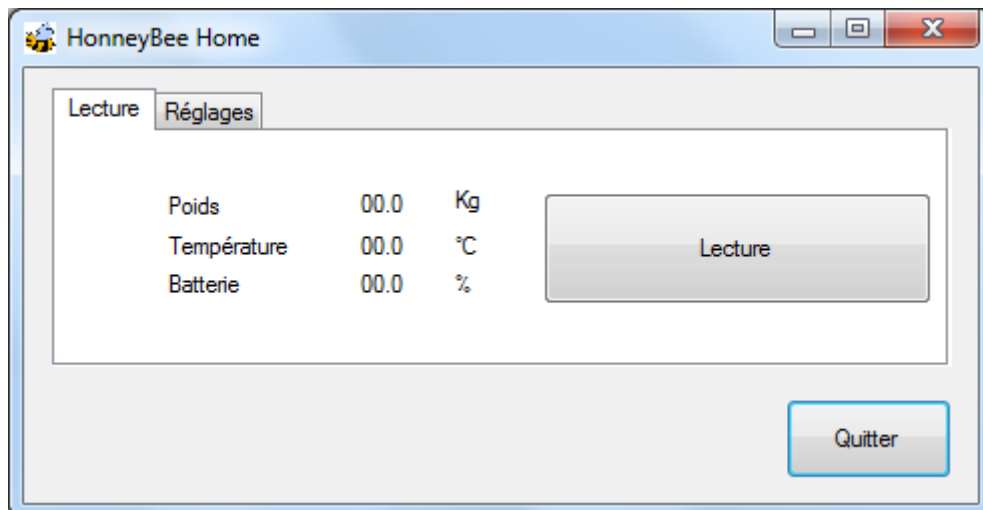 HonneyBee Home
Lecture Réglages
Poids 00.0 Kg
Température 00.0 °C
Lecture
Batterie 00.0 %
Quitter